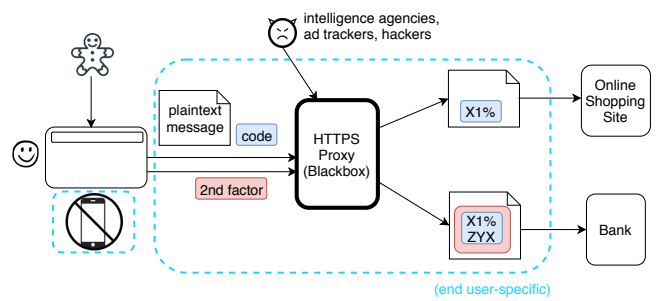 intelligence agencies,
ad trackers, hackers
plaintext
message
code
2nd factor
HTTPS
Proxy
(Blackbox)
X1%
Online
Shopping
Site
X1%
ZYX
Bank
(end user-specific)